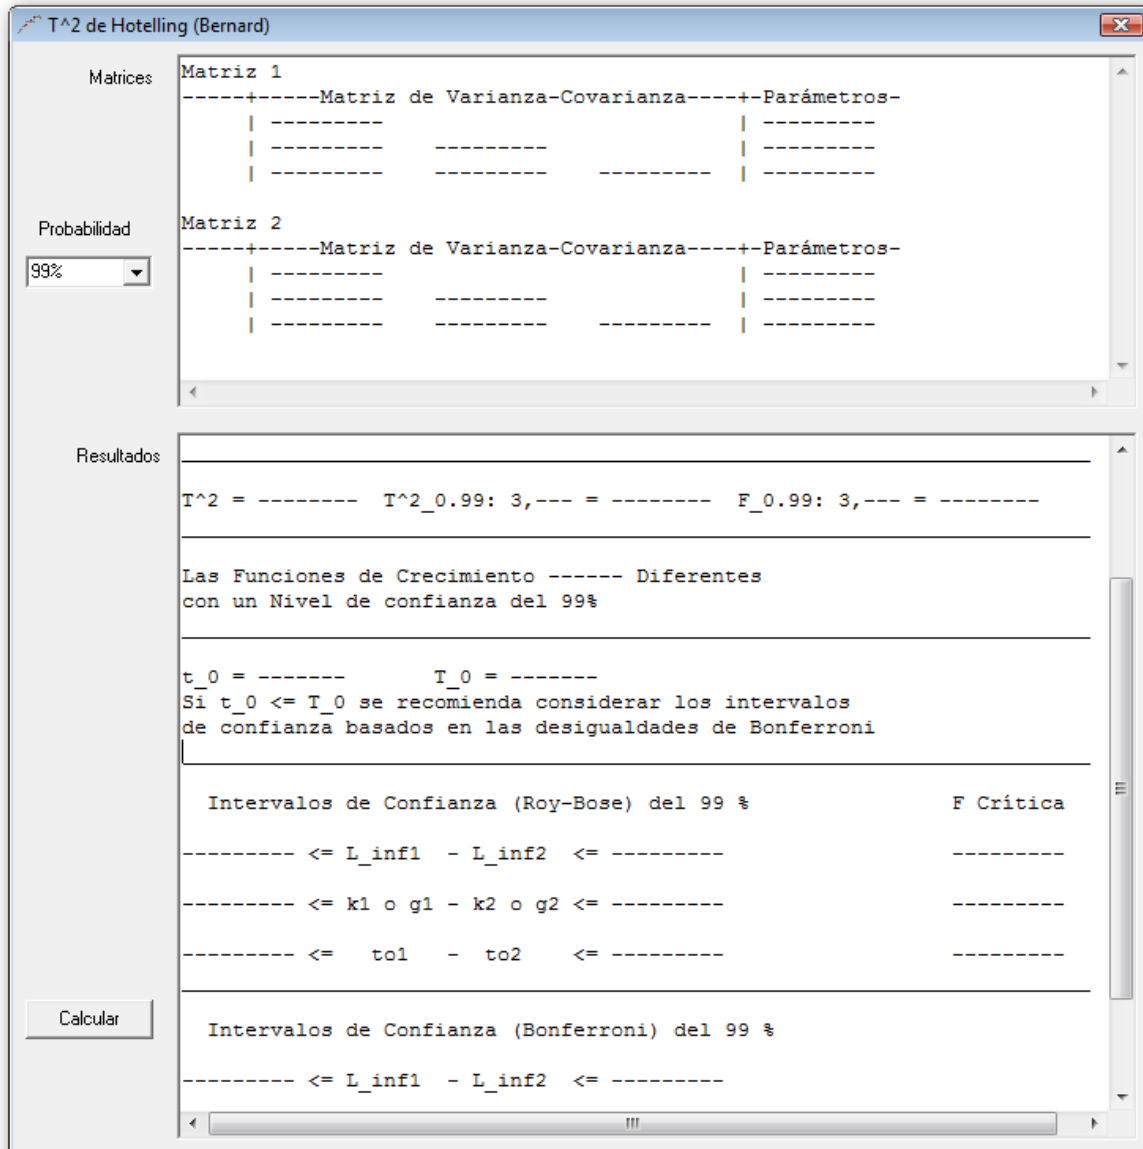 T^2 de Hotelling (Bernard)
Matrices
Matriz 1
-----+-----Matriz de Varianza-Covarianza----+-Parámetros-
| --------- | ---------
| --------- --------- | ---------
| --------- --------- --------- | ---------
Matriz 2
-----+-----Matriz de Varianza-Covarianza----+-Parámetros-
| --------- | ---------
| --------- --------- | ---------
| --------- --------- --------- | ---------
Probabilidad
99%
Resultados
T^2 = -------- T^2_0.99: 3,--- = -------- F_0.99: 3,--- = --------
Las Funciones de Crecimiento ------ Diferentes
con un Nivel de confianza del 99%
t_0 = ------- T_0 = -------
Si t_0 <= T_0 se recomienda considerar los intervalos
de confianza basados en las desigualdades de Bonferroni
Intervalos de Confianza (Roy-Bose) del 99 % F Crítica
--------- <= L_inf1 - L_inf2 <= --------- ---------
--------- <= k1 o g1 - k2 o g2 <= --------- ---------
--------- <= to1 - to2 <= --------- ---------
Intervalos de Confianza (Bonferroni) del 99 %
--------- <= L_inf1 - L_inf2 <= ---------
Calcular